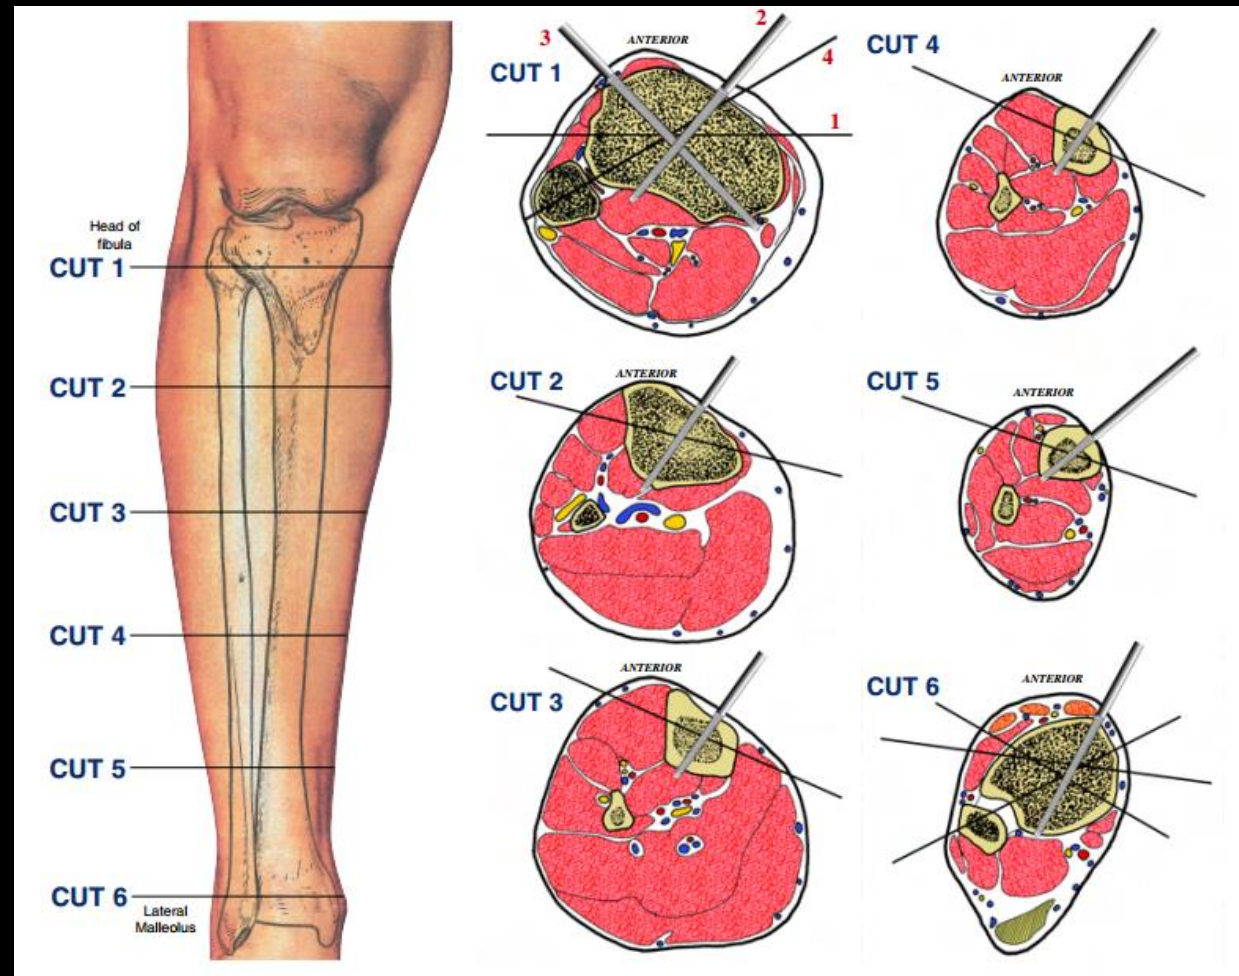 Head of
fibula
CUT 1
CUT 2
CUT 3
CUT 4
CUT 5
CUT 6
Lateral
Malleolus
CUT 1
ANTERIOR
3
2
4
1
CUT 2
ANTERIOR
CUT 3
ANTERIOR
CUT 4
ANTERIOR
CUT 5
ANTERIOR
CUT 6
ANTERIOR